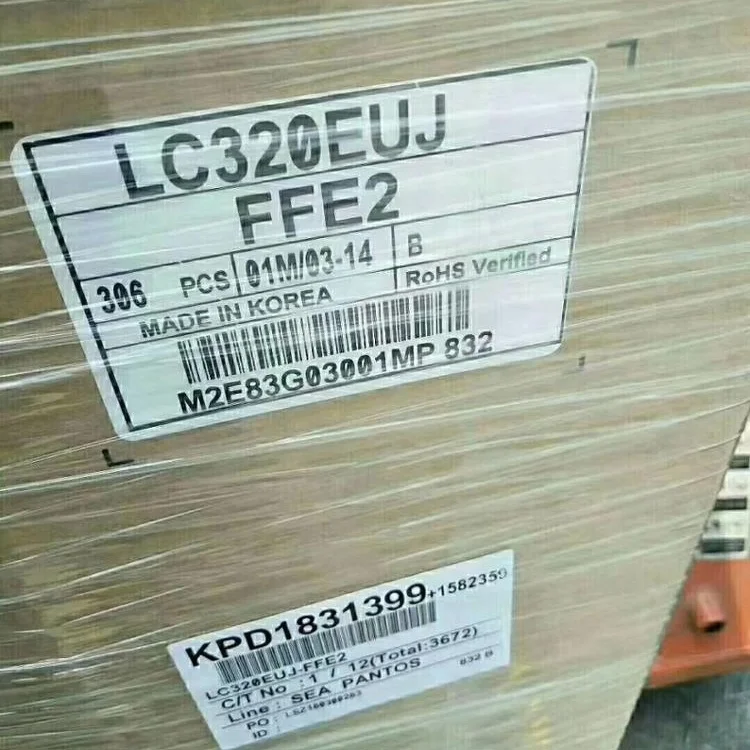 LC320EUJ
FFE2
306 PCS 01M/03-14 B
MADE IN KOREA RoHS Verified
M2E83G03001MP 832
KPD1831399+1582359
LC320EUJ-FFE2
C/T No : 1 / 12(Total:3672)
Line : SEA PANTOS 832 B
PO :
ID :